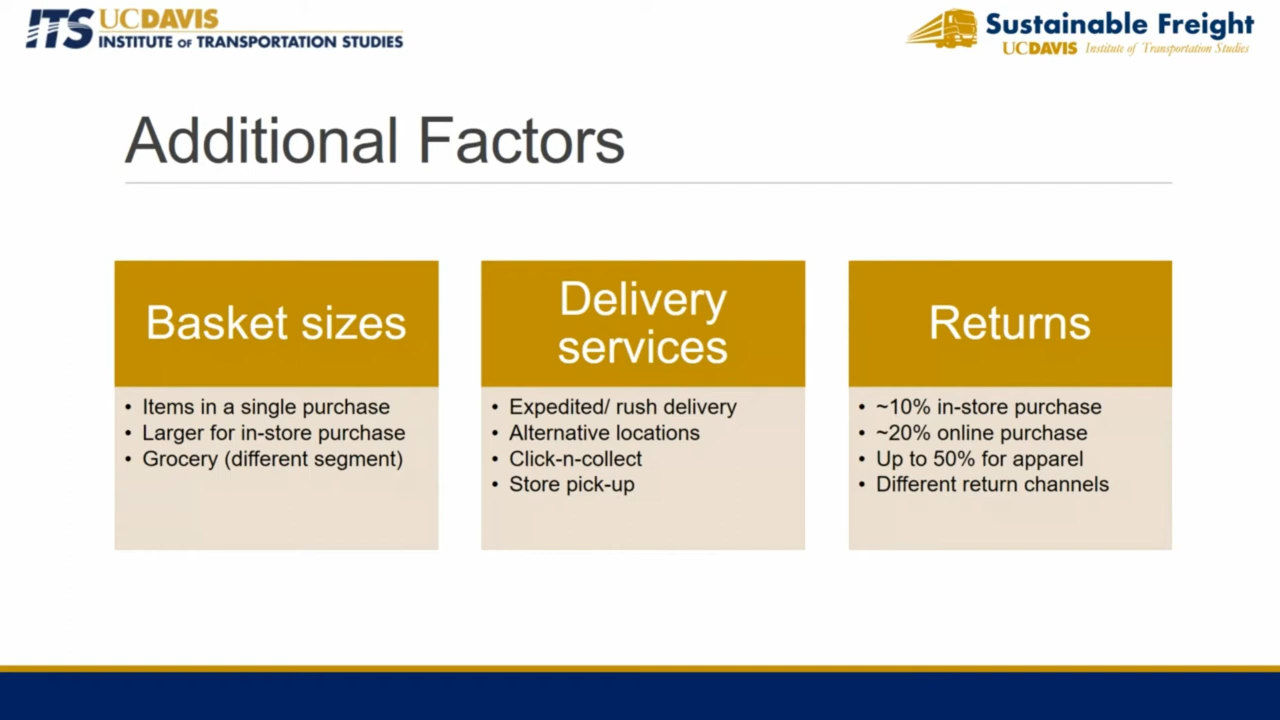 ITS UCDAVIS
INSTITUTE OF TRANSPORTATION STUDIES
Sustainable Freight
UCDAVIS Institute of Transportation Studies
Additional Factors
Basket sizes
• Items in a single purchase
• Larger for in-store purchase
• Grocery (different segment)
Delivery
services
• Expedited/ rush delivery
• Alternative locations
• Click-n-collect
• Store pick-up
Returns
• ~10% in-store purchase
• ~20% online purchase
• Up to 50% for apparel
• Different return channels